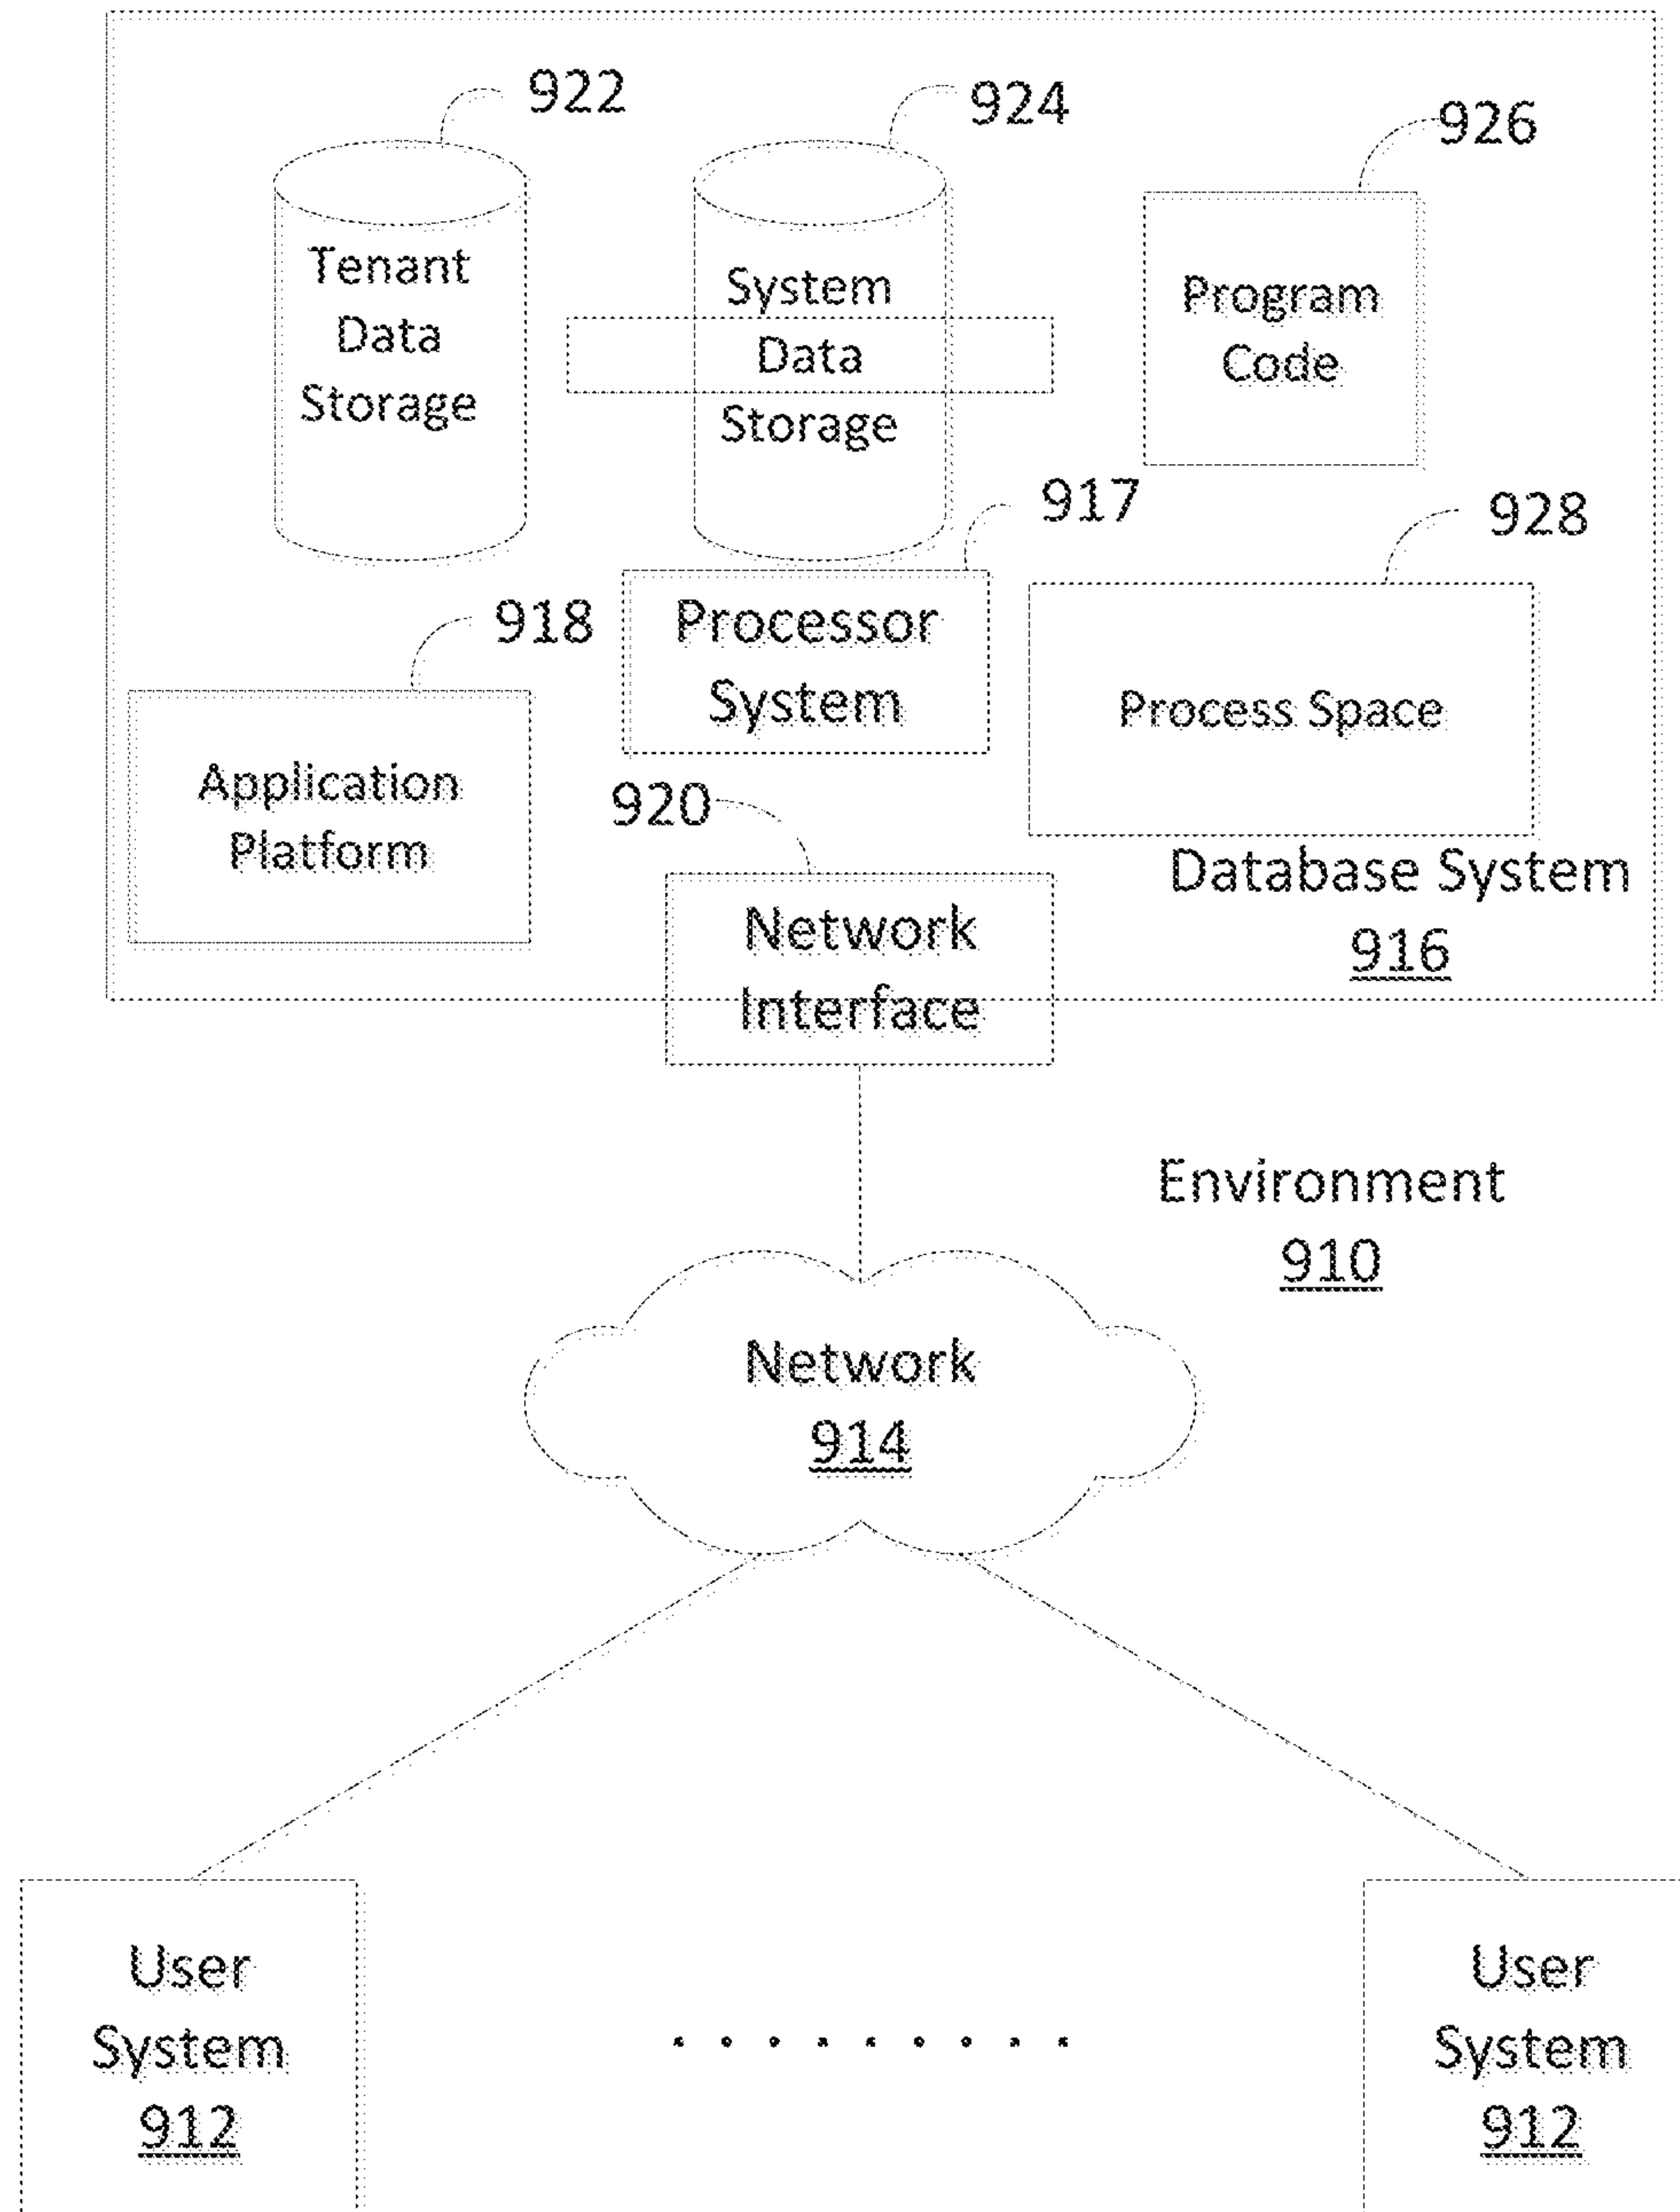 922
924
926
Tenant
Data
Storage
System
Data
Storage
Program
Code
917
928
918
Processor
System
Process Space
Application
Platform
920
Database System
916
Network
Interface
Environment
910
Network
914
User
System
912
User
System
912